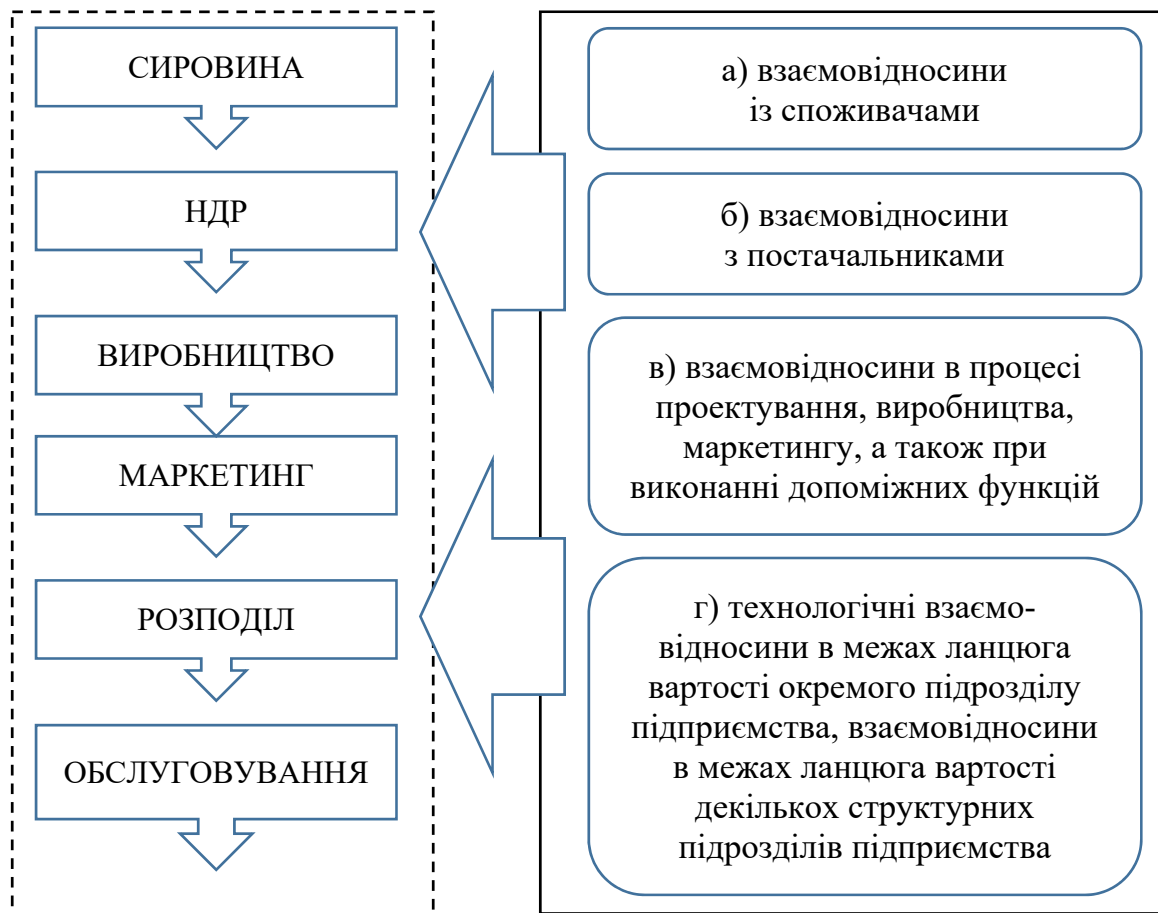 СИРОВИНА
НДР
ВИРОБНИЦТВО
МАРКЕТИНГ
РОЗПОДІЛ
ОБСЛУГОВУВАННЯ
а) взаємовідносини
із споживачами
б) взаємовідносини
з постачальниками
в) взаємовідносини в процесі
проектування, виробництва,
маркетингу, а також при
виконанні допоміжних функцій
г) технологічні взаємо-
відносини в межах ланцюга
вартості окремого підрозділу
підприємства, взаємовідносини
в межах ланцюга вартості
декількох структурних
підрозділів підприємства